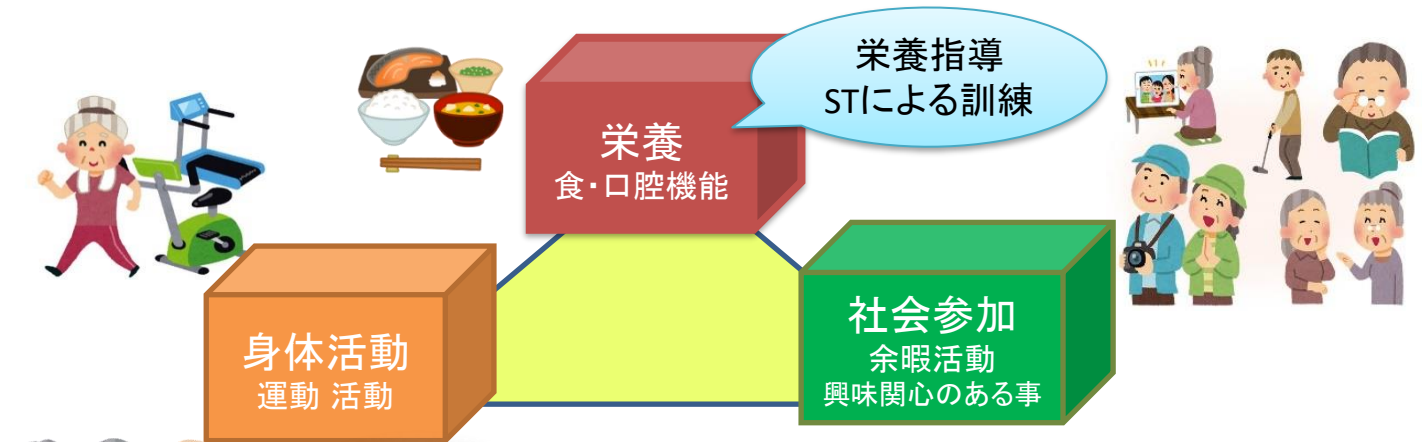 栄養指導
STによる訓練
栄養
食・口腔機能
身体活動
運動 活動
社会参加
余暇活動
興味関心のある事